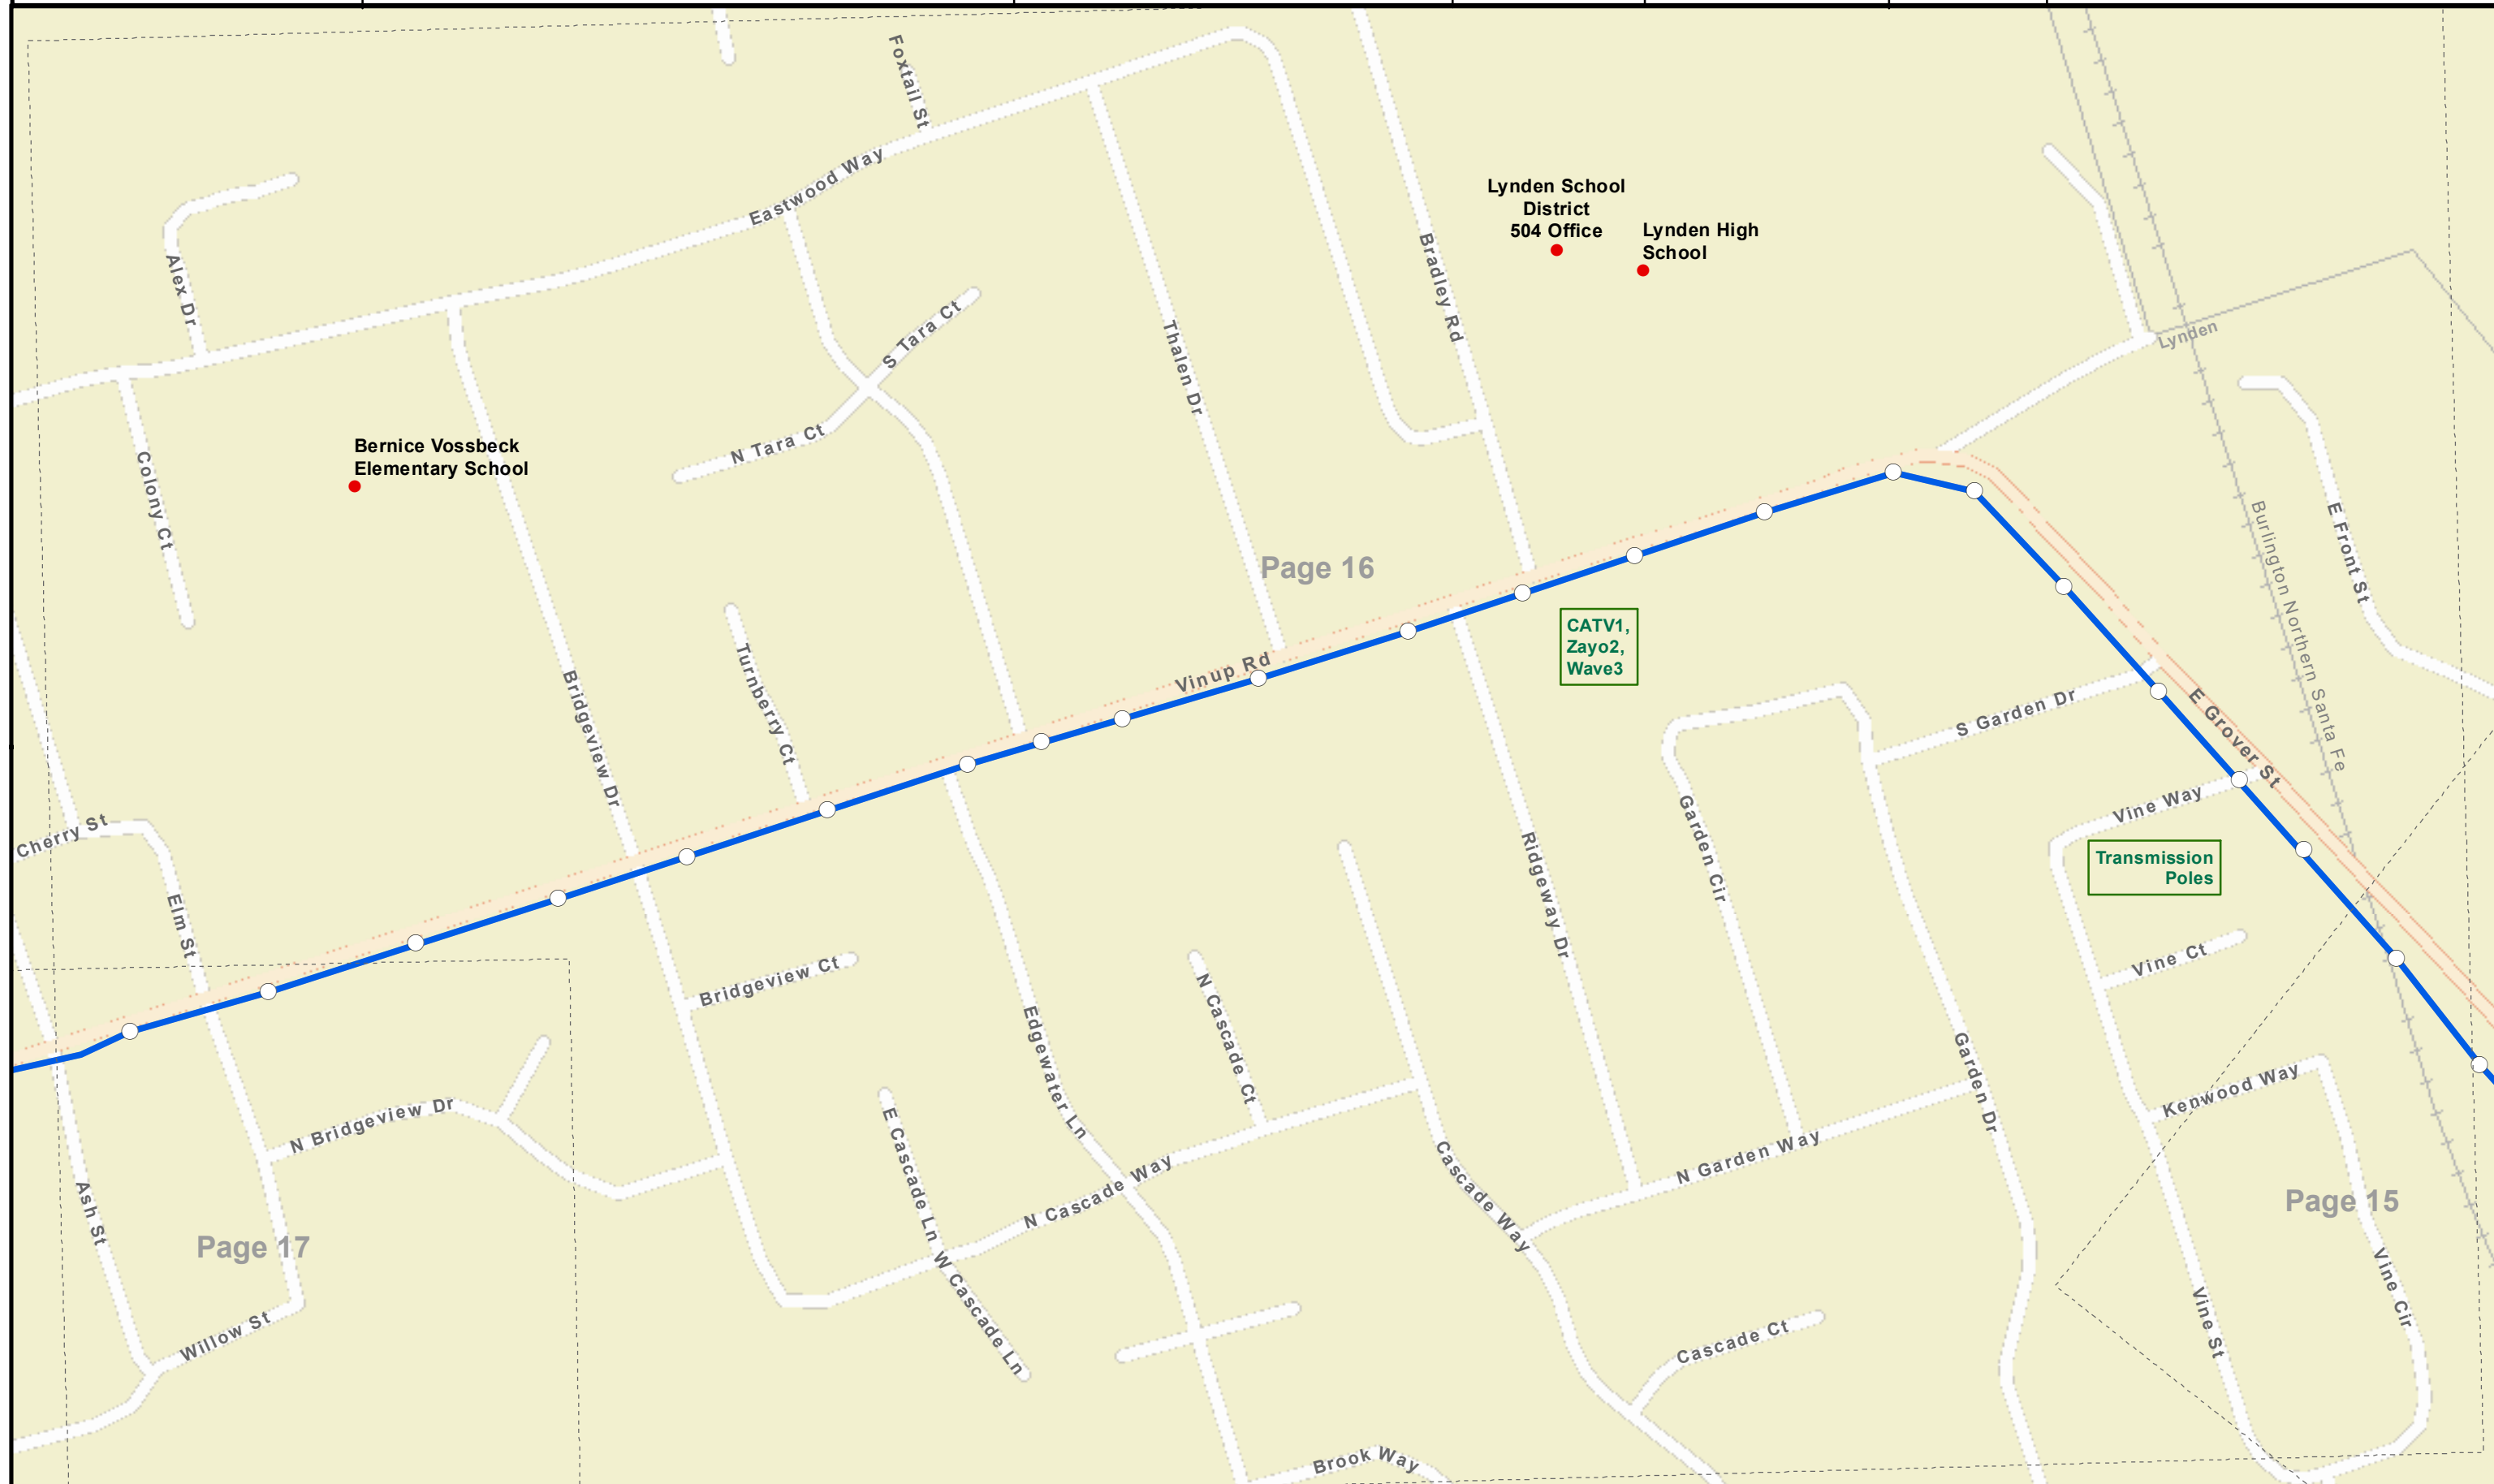 Foxtail St
Eastwood Way
Alex Dr
Lynden School
District
504 Office
Lynden High
School
Bradley Rd
S Tara Ct
Thalen Dr
Lynden
N Tara Ct
Colony Ct
Bernice Vossbeck
Elementary School
Page 16
Burlington Northern Santa Fe
E Front St
CATV1,
Zayo2,
Wave3
Turnberry Ct
Vinup Rd
Bridgeview Dr
S Garden Dr
E Grover St
Vine Way
Garden Cir
Cherry St
Ridgeway Dr
Transmission
Poles
Elm St
Bridgeview Ct
Vine Ct
N Cascade Ct
Edgewater Ln
Garden Dr
Kenwood Way
N Bridgeview Dr
E Cascade Ln
N Cascade Way
Cascade Way
N Garden Way
Ash St
Page 17
Page 15
W Cascade Ln
Vine Cir
Willow St
Cascade Ct
Vine St
Brook Way